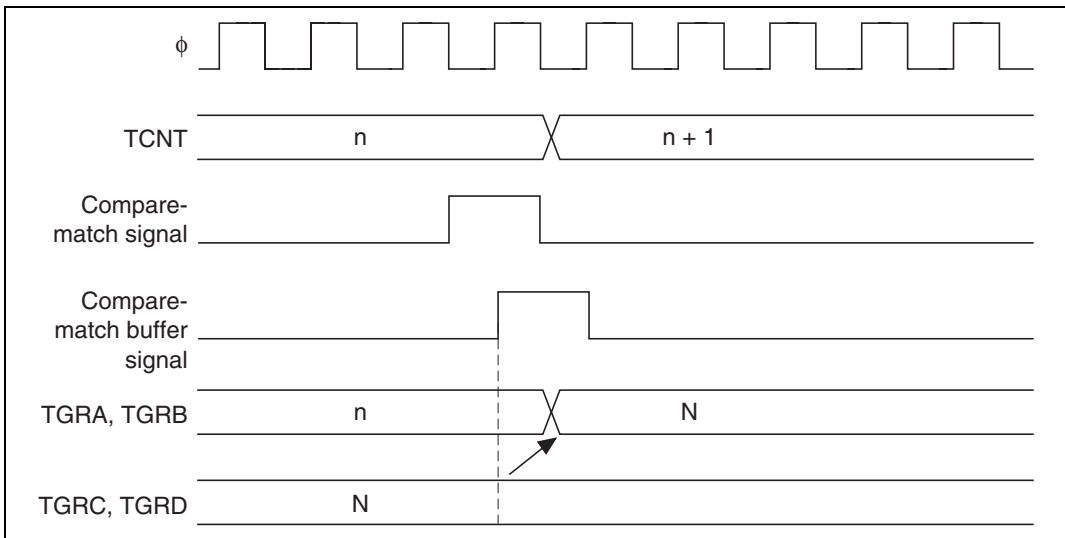 ϕ
TCNT
n
n + 1
Compare-
match signal
Compare-
match buffer
signal
TGRA, TGRB
n
N
TGRC, TGRD
N